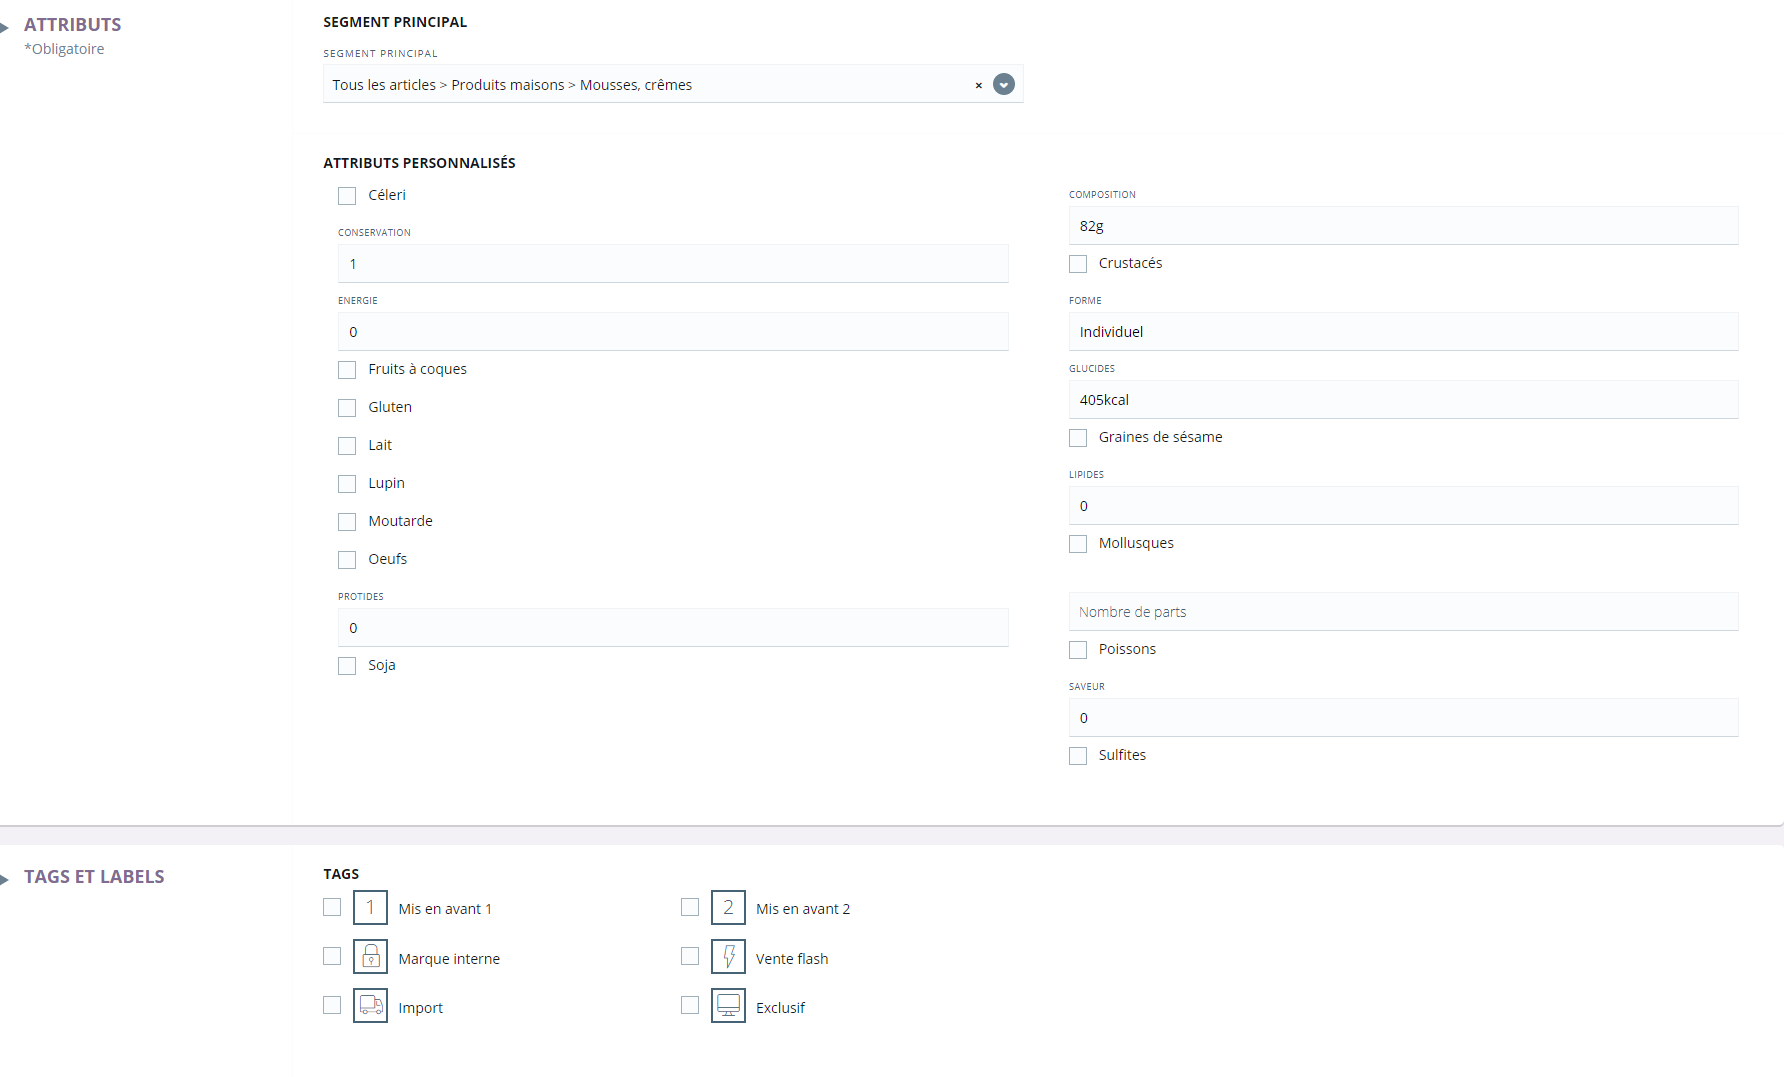 ATTRIBUTS
*Obligatoire
SEGMENT PRINCIPAL
SEGMENT PRINCIPAL
Tous les articles > Produits maisons > Mousses, crêmes
×
ATTRIBUTS PERSONNALISÉS
Céleri
CONSERVATION
1
ENERGIE
0
Fruits à coques
Gluten
Lait
Lupin
Moutarde
Oeufs
PROTIDES
0
Soja
COMPOSITION
82g
Crustacés
FORME
Individuel
GLUCIDES
405kcal
Graines de sésame
LIPIDES
0
Mollusques
Nombre de parts
Poissons
SAVEUR
0
Sulfites
TAGS ET LABELS
TAGS
1 Mis en avant 1
2 Mis en avant 2
Marque interne
Vente flash
Import
Exclusif